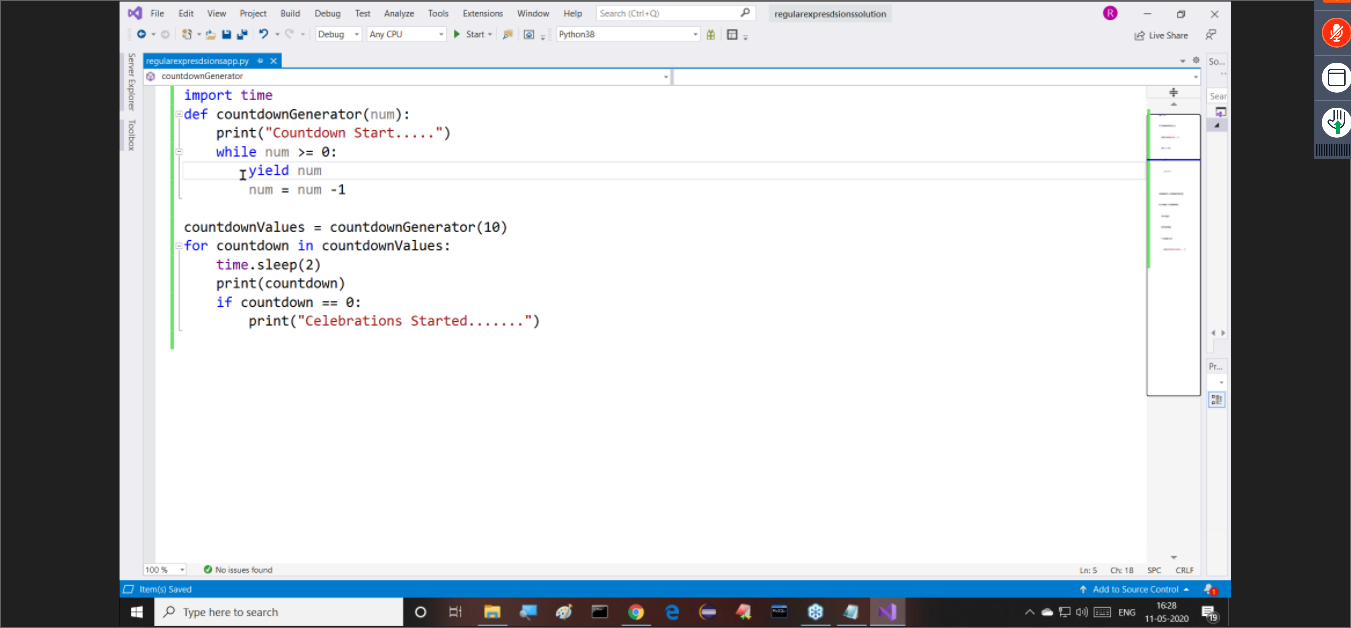 File Edit View Project Build Debug Test Analyze Tools Extensions Window Help Search (Ctrl+Q) regularexpresdsionssolution R
Debug Any CPU Start Python38 Live Share
regularexpresdsionsapp.py So...
Server Explorer
Toolbox
countdownGenerator
Sear
import time
def countdownGenerator(num):
print("Countdown Start.....")
while num >= 0:
yield num
num = num -1
countdownValues = countdownGenerator(10)
for countdown in countdownValues:
time.sleep(2)
print(countdown)
if countdown == 0:
print("Celebrations Started.......")
Pr...
100 % No issues found Ln: 5 Ch: 18 SPC CRLF
Item(s) Saved Add to Source Control 1
Type here to search ENG 16:28
11-05-2020 19